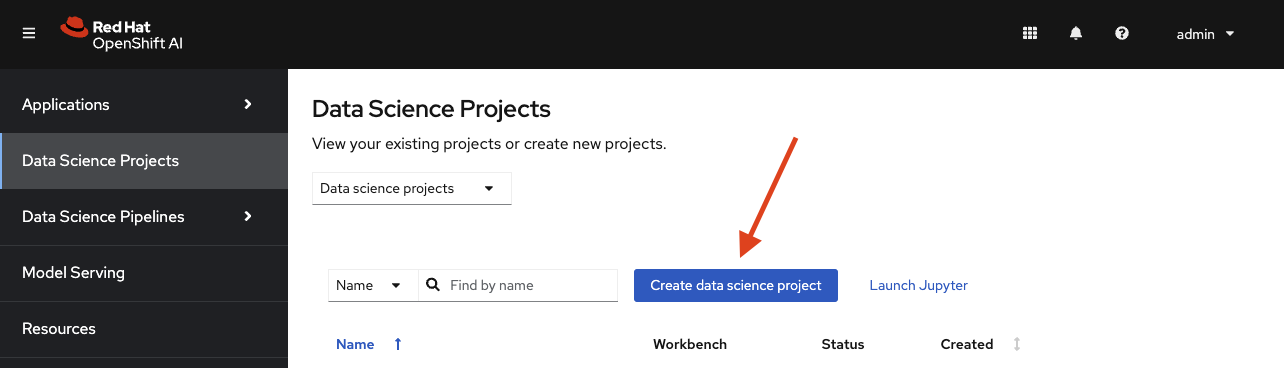 Red Hat
OpenShift AI
admin
Applications
Data Science Projects
Data Science Pipelines
Model Serving
Resources
Data Science Projects
View your existing projects or create new projects.
Data science projects
Name Find by name Create data science project Launch Jupyter
Name Workbench Status Created